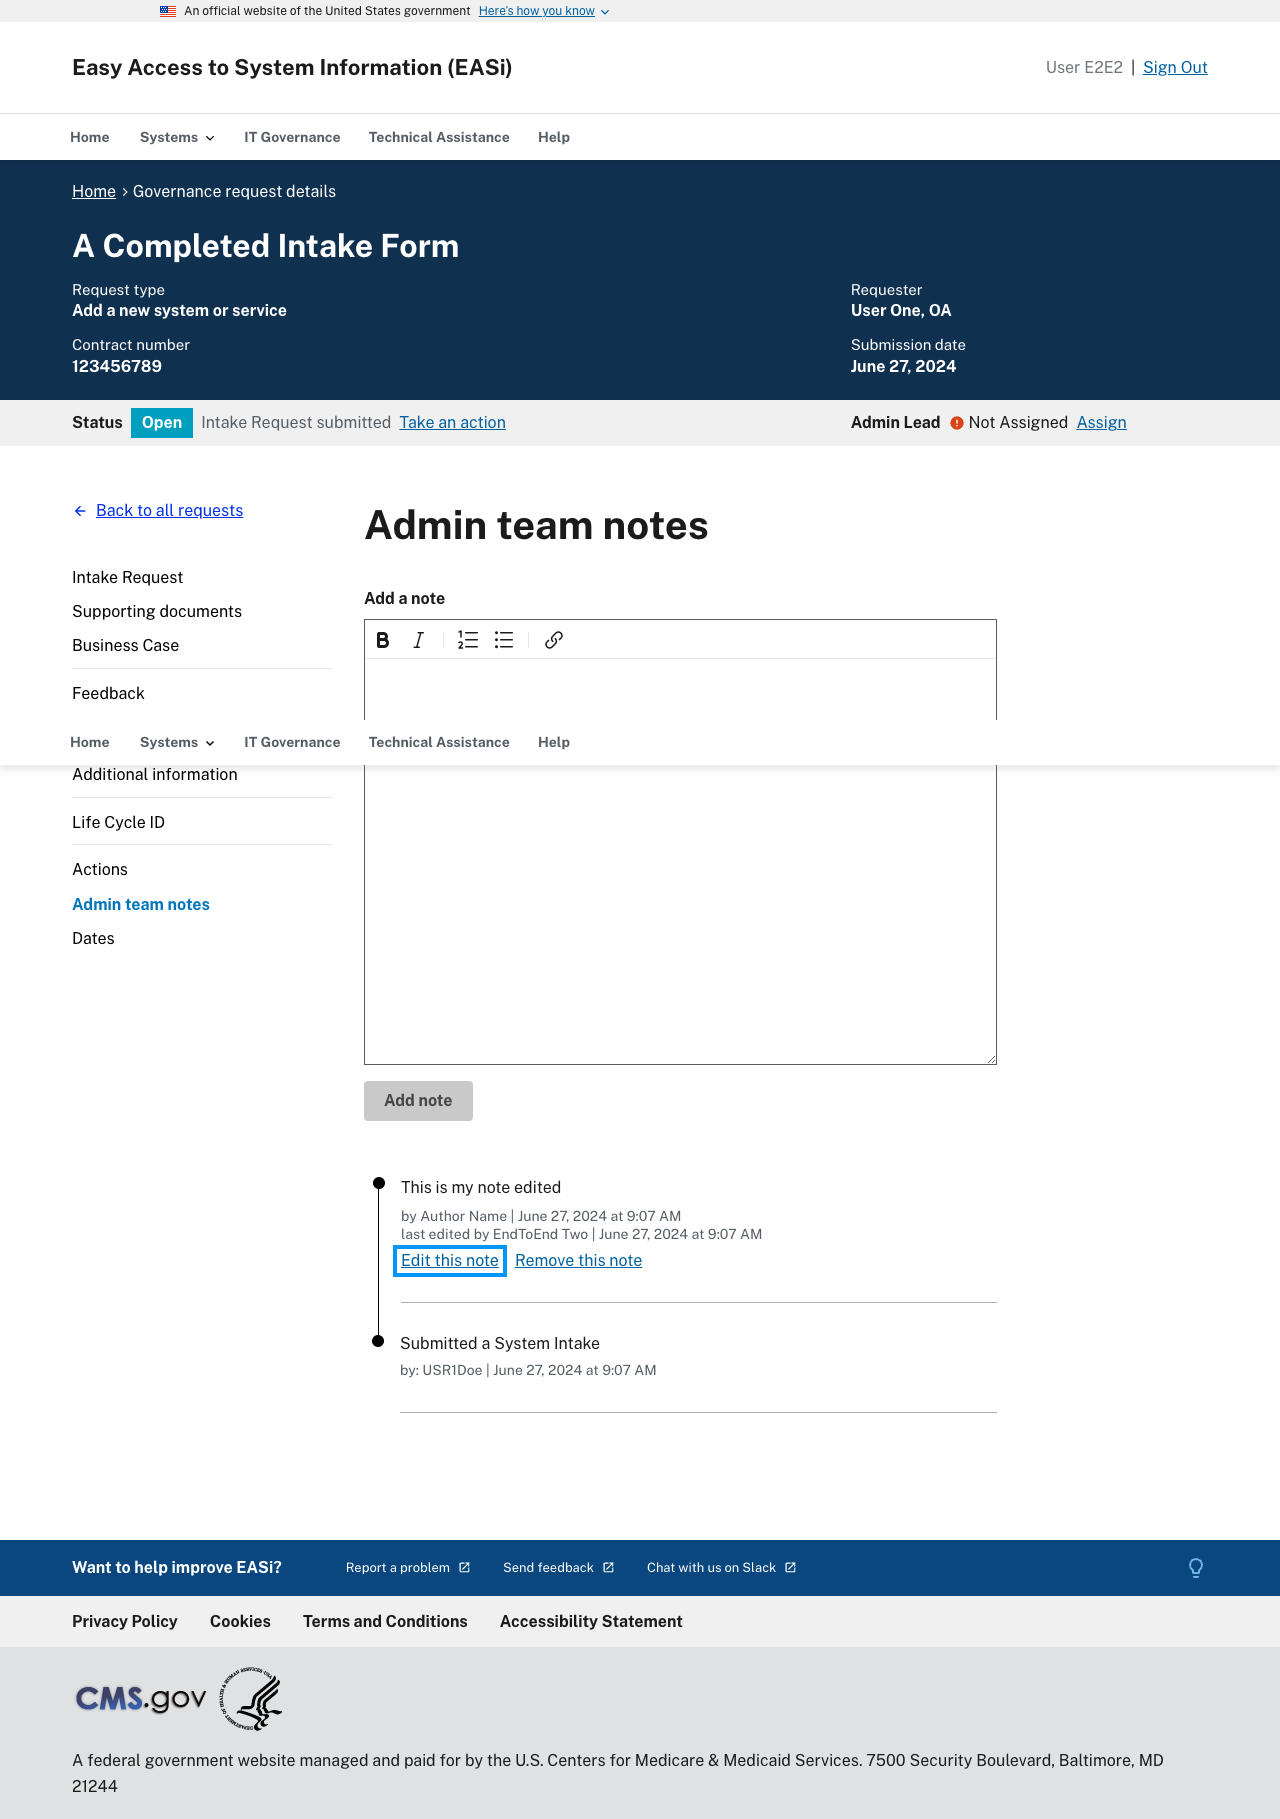 An official website of the United States government Here's how you know
Easy Access to System Information (EASi)
User E2E2 | Sign Out
Home Systems IT Governance Technical Assistance Help
Home > Governance request details
A Completed Intake Form
Request type
Add a new system or service
Requester
User One, OA
Contract number
123456789
Submission date
June 27, 2024
Status Open Intake Request submitted Take an action
Admin Lead Not Assigned Assign
Back to all requests
Intake Request
Supporting documents
Business Case
Feedback
Admin team notes
Add a note
B I
Home Systems IT Governance Technical Assistance Help
Additional information
Life Cycle ID
Actions
Admin team notes
Dates
Add note
This is my note edited
by Author Name | June 27, 2024 at 9:07 AM
last edited by EndToEnd Two | June 27, 2024 at 9:07 AM
Edit this note Remove this note
Submitted a System Intake
by: USR1Doe | June 27, 2024 at 9:07 AM
Want to help improve EASi? Report a problem Send feedback Chat with us on Slack
Privacy Policy Cookies Terms and Conditions Accessibility Statement
CMS.gov
DEPARTMENT OF HEALTH & HUMAN SERVICES · USA
A federal government website managed and paid for by the U.S. Centers for Medicare & Medicaid Services. 7500 Security Boulevard, Baltimore, MD
21244